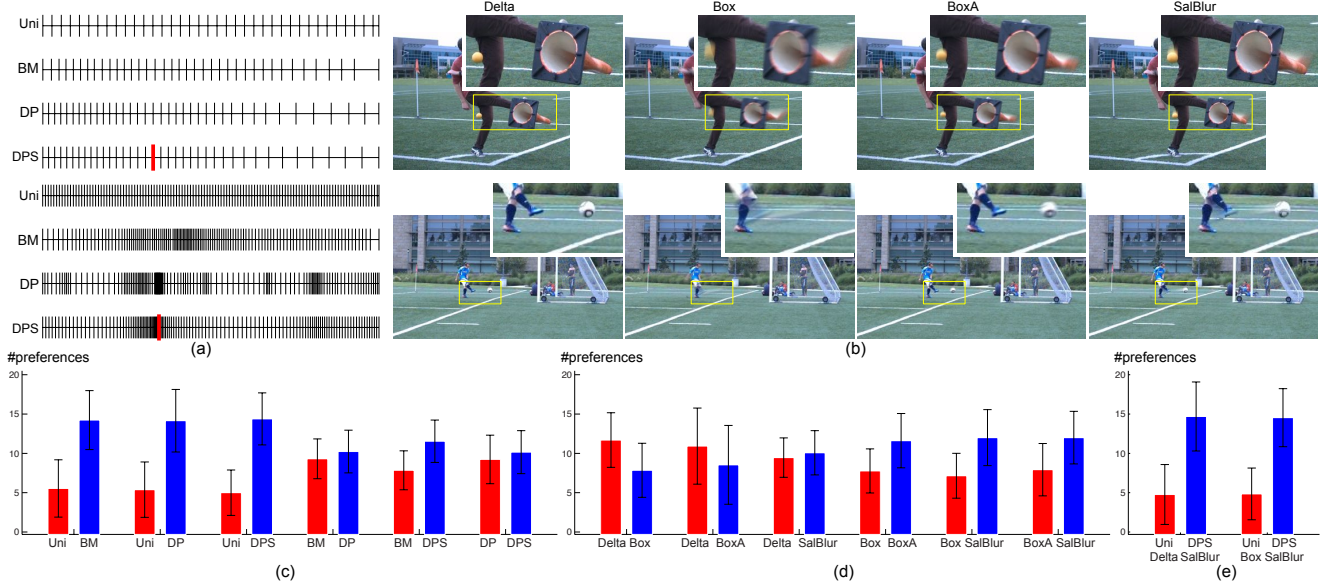 Uni
BM
DP
DPS
Uni
BM
DP
DPS
(a)
Delta Box BoxA SalBlur
(b)
#preferences
20
15
10
5
0
Uni BM Uni DP Uni DPS BM DP BM DPS DP DPS
(c)
#preferences
20
15
10
5
0
Delta Box Delta BoxA Delta SalBlur Box BoxA Box SalBlur BoxA SalBlur
(d)
#preferences
20
15
10
5
0
Uni DPS Uni DPS
Delta SalBlur Box SalBlur
(e)